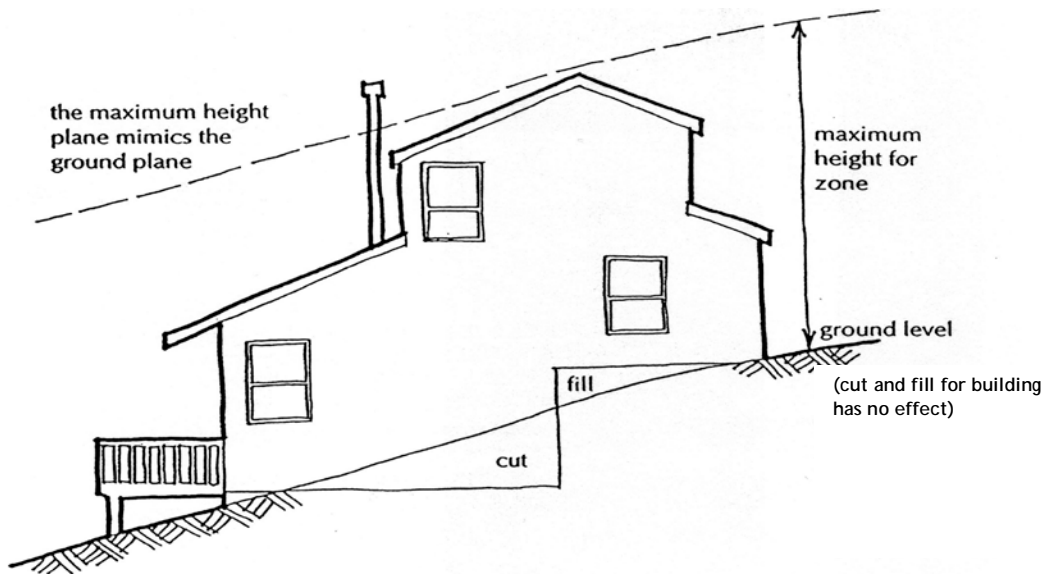 the maximum height
plane mimics the
ground plane
maximum
height for
zone
ground level
(cut and fill for building
has no effect)
fill
cut